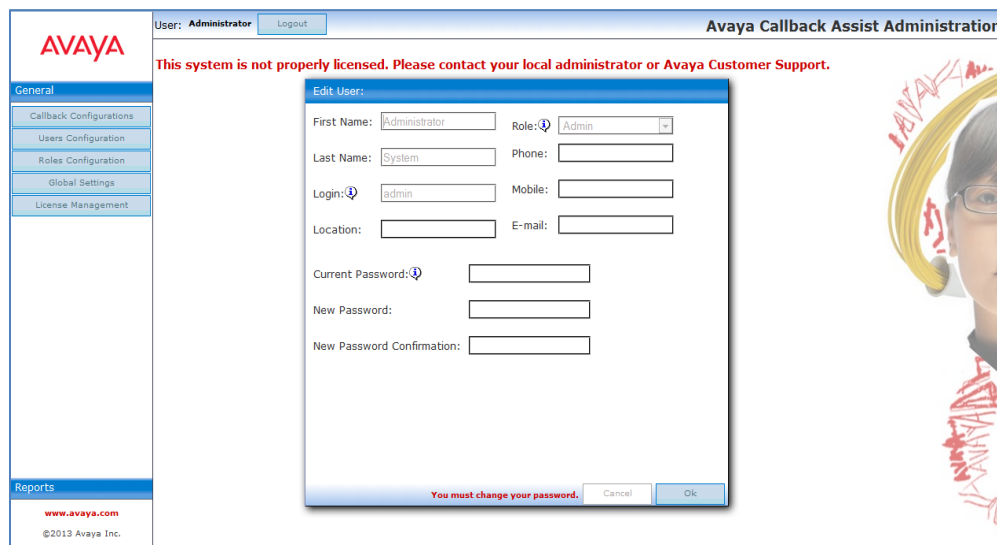 User: Administrator Logout
Avaya Callback Assist Administration
AVAYA
This system is not properly licensed. Please contact your local administrator or Avaya Customer Support.
General
Callback Configurations
Users Configuration
Roles Configuration
Global Settings
License Management
Edit User:
First Name: Administrator
Role: Admin
Last Name: System
Phone:
Login: admin
Mobile:
Location:
E-mail:
Current Password:
New Password:
New Password Confirmation:
You must change your password. Cancel Ok
Reports
www.avaya.com
©2013 Avaya Inc.